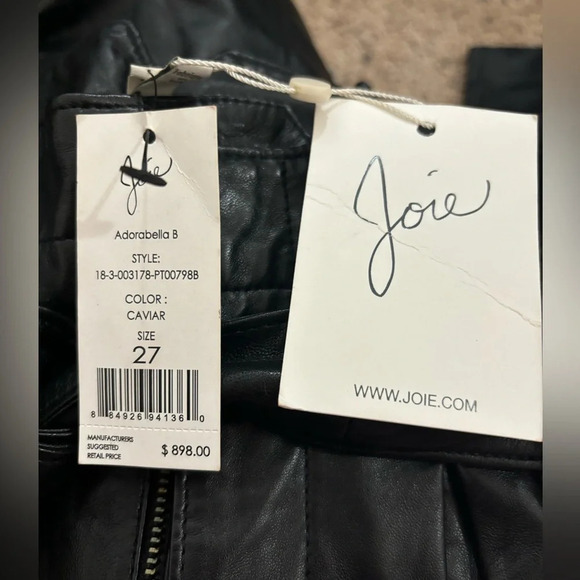 Joie
Adorabella B
STYLE:
18-3-003178-PT00798B
COLOR :
CAVIAR
SIZE
27
8 84926 94136 0
MANUFACTURERS
SUGGESTED
RETAIL PRICE
$ 898.00
Joie
WWW.JOIE.COM